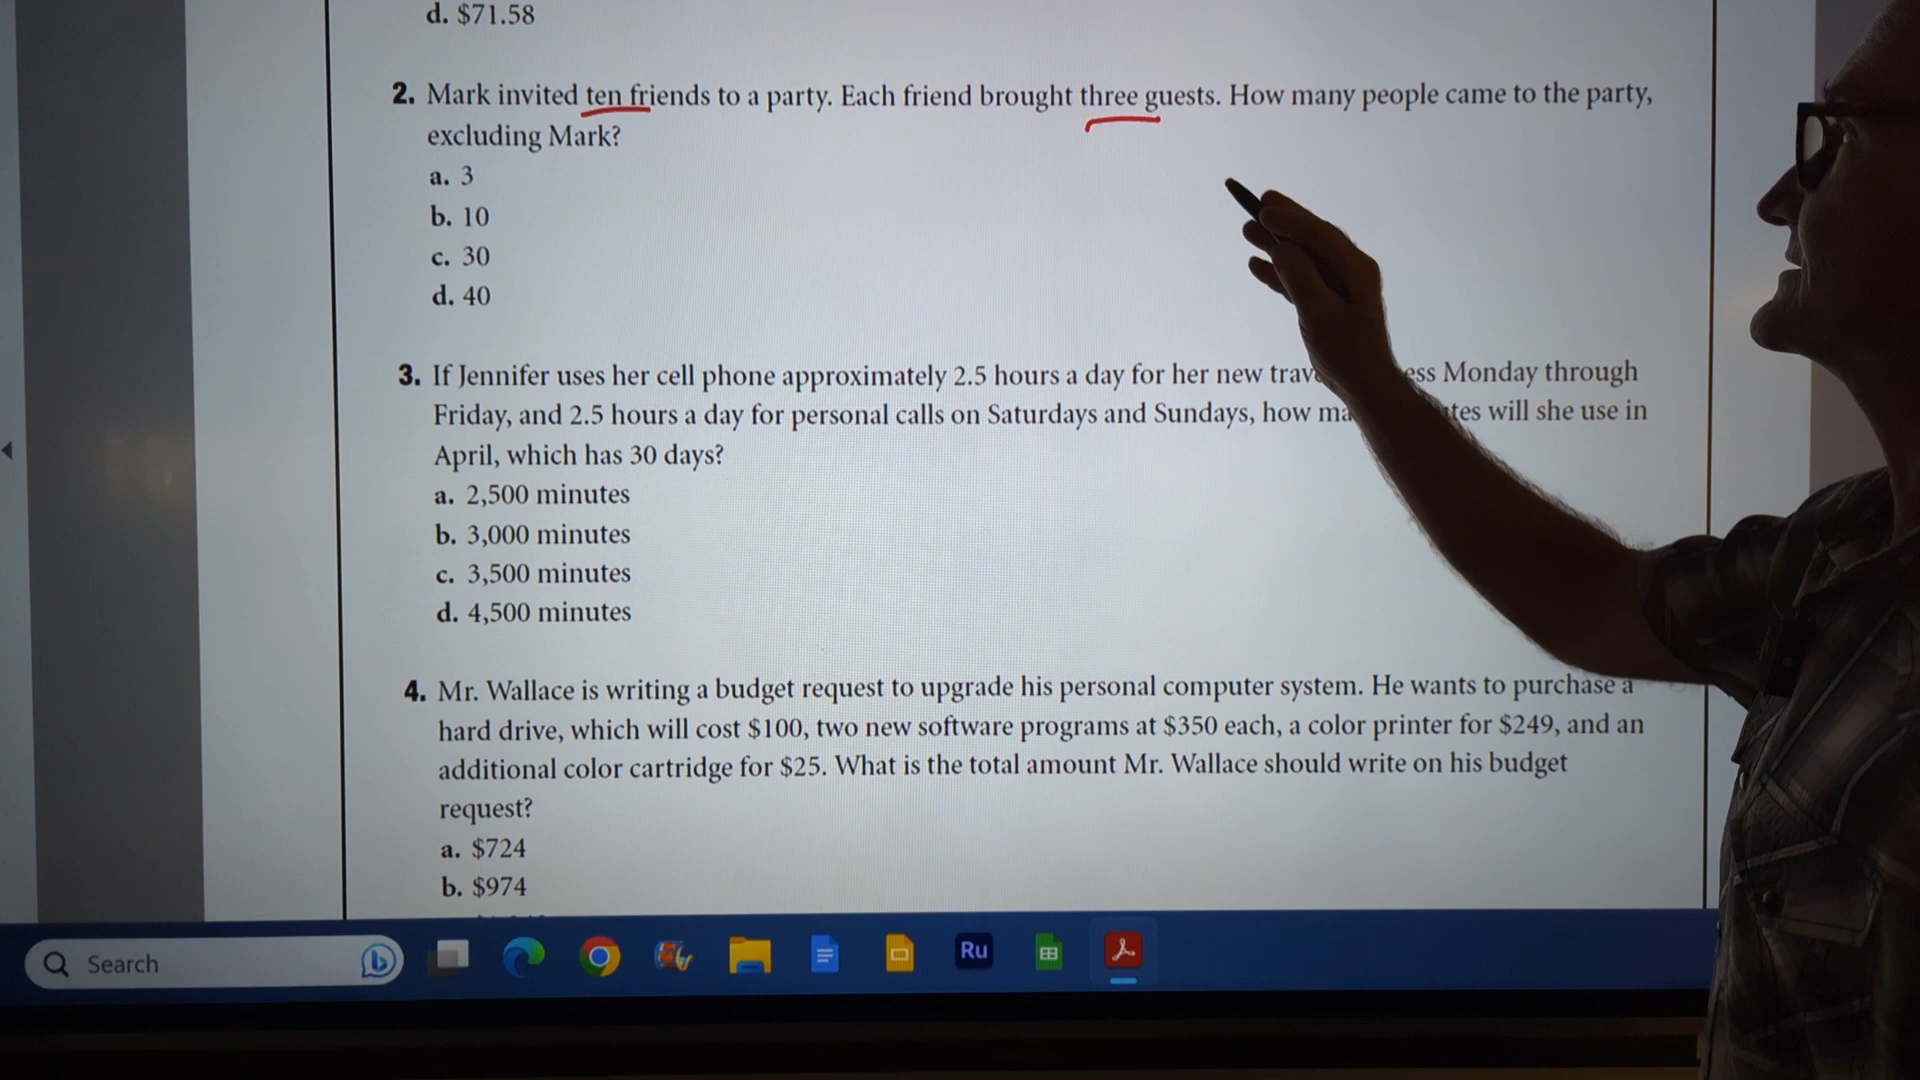 d. $71.58
2. Mark invited ten friends to a party. Each friend brought three guests. How many people came to the party,
excluding Mark?
a. 3
b. 10
c. 30
d. 40
3. If Jennifer uses her cell phone approximately 2.5 hours a day for her new Monday through
Friday, and 2.5 hours a day for personal calls on Saturdays and Sundays, how will she use in
April, which has 30 days?
a. 2,500 minutes
b. 3,000 minutes
c. 3,500 minutes
d. 4,500 minutes
4. Mr. Wallace is writing a budget request to upgrade his personal computer system. He wants to purchase a
hard drive, which will cost $100, two new software programs at $350 each, a color printer for $249, and an
additional color cartridge for $25. What is the total amount Mr. Wallace should write on his budget
request?
a. $724
b. $974
Search
Ru